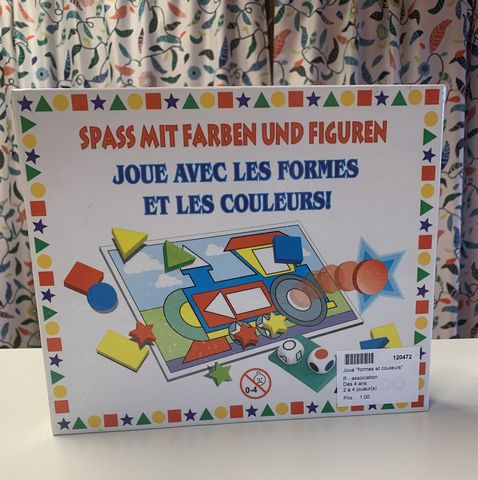 SPASS MIT FARBEN UND FIGUREN
JOUE AVEC LES FORMES
ET LES COULEURS!
0-4
120472
Joue "formes et couleurs"
R - association
Dès 4 ans
2 à 4 joueur(s)
Prix : 1.00